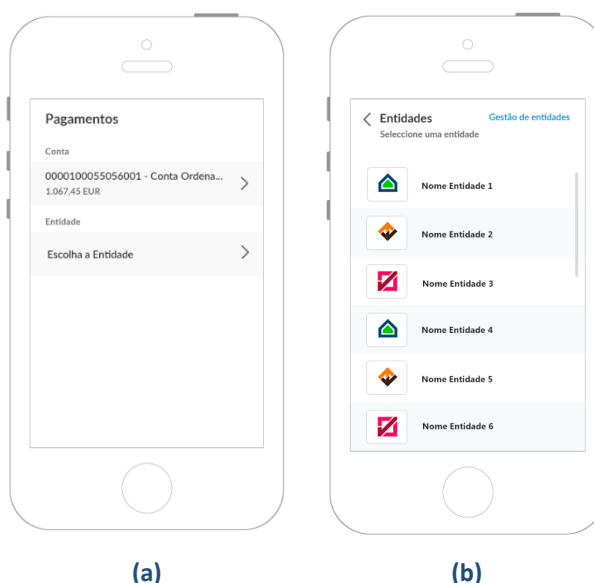 Pagamentos
Conta
0000100055056001 - Conta Ordena...
1.067,45 EUR
Entidade
Escolha a Entidade
(a)
Entidades
Gestão de entidades
Seleccione uma entidade
Nome Entidade 1
Nome Entidade 2
Nome Entidade 3
Nome Entidade 4
Nome Entidade 5
Nome Entidade 6
(b)